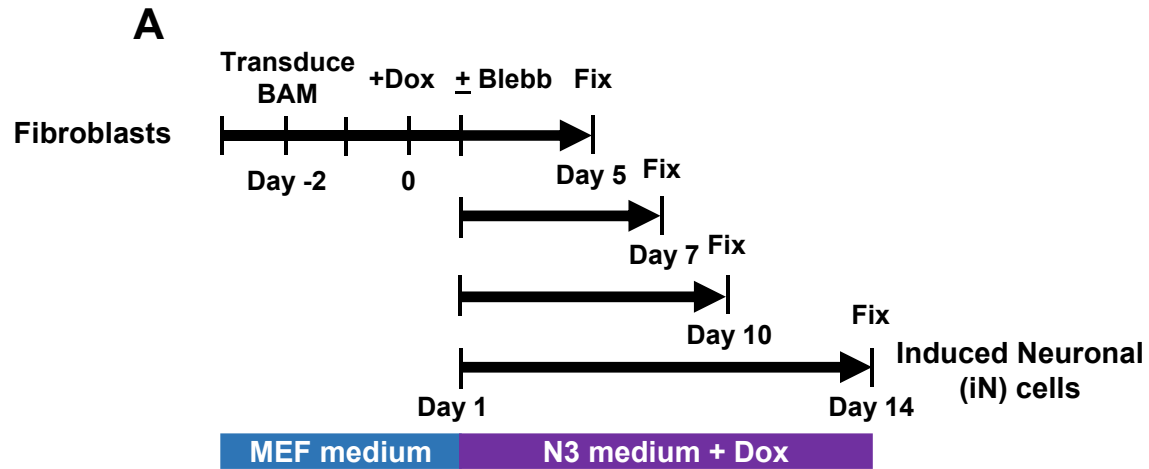 A
Transduce
BAM
+Dox
± Blebb
Fix
Fibroblasts
Day -2
0
Day 5
Fix
Day 7
Fix
Day 10
Fix
Induced Neuronal
(iN) cells
Day 1
Day 14
MEF medium
N3 medium + Dox